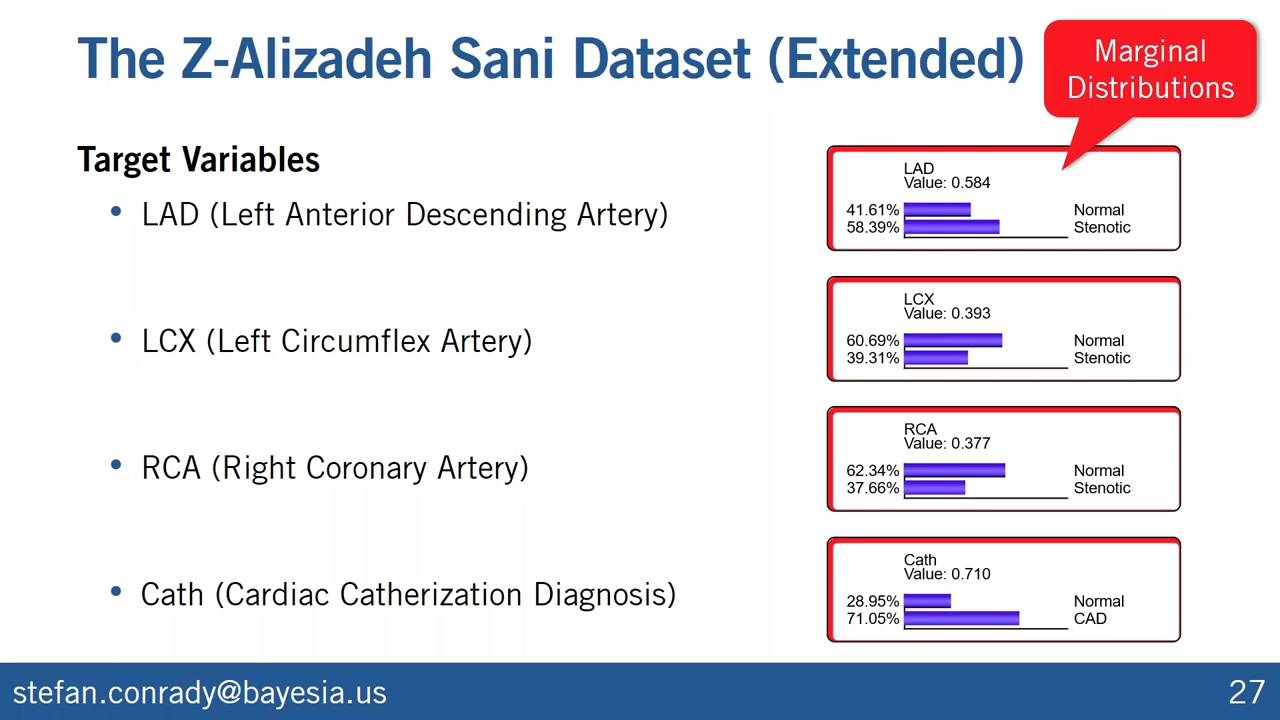 The Z-Alizadeh Sani Dataset (Extended)
Marginal
Distributions
Target Variables
• LAD (Left Anterior Descending Artery)
LAD
Value: 0.584
41.61% Normal
58.39% Stenotic
• LCX (Left Circumflex Artery)
LCX
Value: 0.393
60.69% Normal
39.31% Stenotic
• RCA (Right Coronary Artery)
RCA
Value: 0.377
62.34% Normal
37.66% Stenotic
• Cath (Cardiac Catherization Diagnosis)
Cath
Value: 0.710
28.95% Normal
71.05% CAD
stefan.conrady@bayesia.us
27